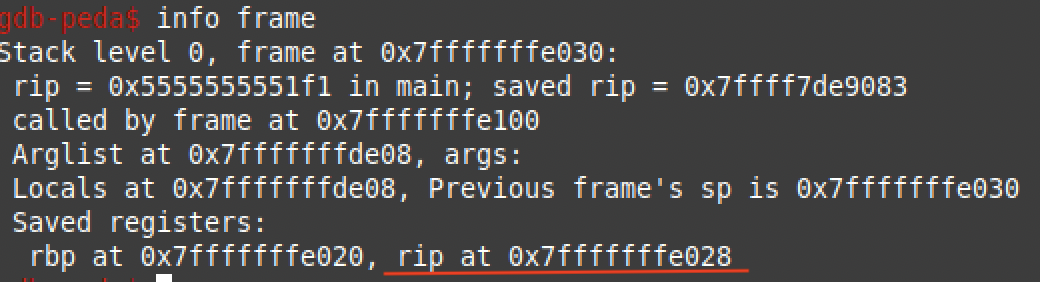 gdb-peda$ info frame
Stack level 0, frame at 0x7fffffffe030:
rip = 0x5555555551f1 in main; saved rip = 0x7ffff7de9083
called by frame at 0x7fffffffe100
Arglist at 0x7fffffffde08, args:
Locals at 0x7fffffffde08, Previous frame's sp is 0x7fffffffe030
Saved registers:
rbp at 0x7fffffffe020, rip at 0x7fffffffe028